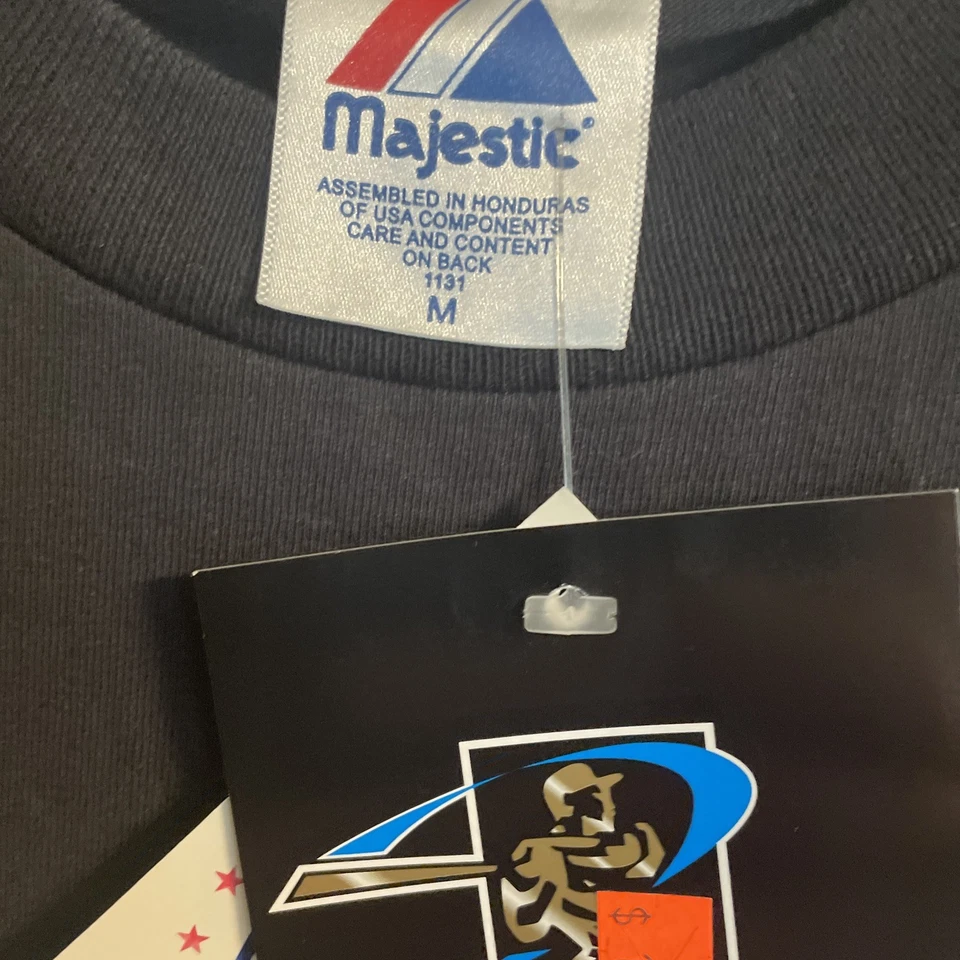 Majestic®
ASSEMBLED IN HONDURAS
OF USA COMPONENTS
CARE AND CONTENT
ON BACK
1131
M
$